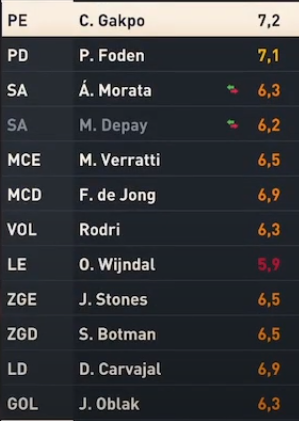 PE C. Gakpo 7,2
PD P. Foden 7,1
SA Á. Morata 6,3
SA M. Depay 6,2
MCE M. Verratti 6,5
MCD F. de Jong 6,9
VOL Rodri 6,3
LE O. Wijndal 5,9
ZGE J. Stones 6,5
ZGD S. Botman 6,5
LD D. Carvajal 6,9
GOL J. Oblak 6,3